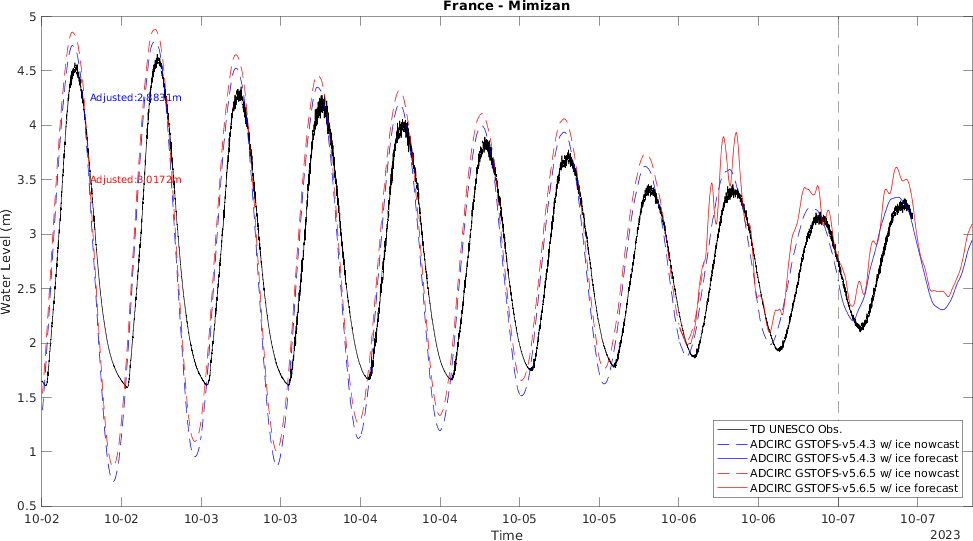 France - Mimizan
Water Level (m)
5
4.5
4
3.5
3
2.5
2
1.5
1
0.5
Adjusted:2.8831m
Adjusted:3.0172m
TD UNESCO Obs.
ADCIRC GSTOFS-v5.4.3 w/ ice nowcast
ADCIRC GSTOFS-v5.4.3 w/ ice forecast
ADCIRC GSTOFS-v5.6.5 w/ ice nowcast
ADCIRC GSTOFS-v5.6.5 w/ ice forecast
10-02 10-02 10-03 10-03 10-04 10-04 10-05 10-05 10-06 10-06 10-07 10-07
Time
2023